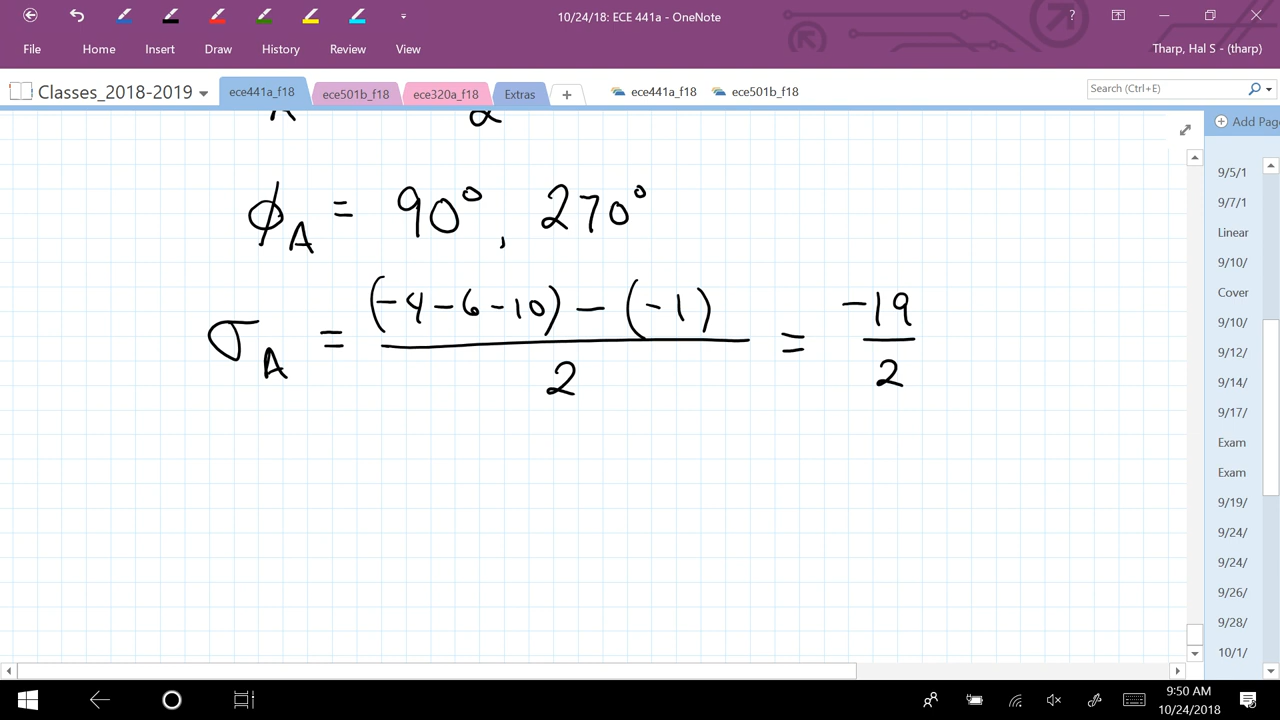 10/24/18: ECE 441a - OneNote
?
File Home Insert Draw History Review View
Tharp, Hal S - (tharp)
Classes_2018-2019 ece441a_f18 ece501b_f18 ece320a_f18 Extras + ece441a_f18 ece501b_f18
Search (Ctrl+E)
Add Pag
A α
ϕ_A = 90°, 270°
σ_A = ((-4-6-10) - (-1))/2 = -19/2
9/5/1
9/7/1
Linear
9/10/
Cover
9/10/
9/12/
9/14/
9/17/
Exam
Exam
9/19/
9/24/
9/24/
9/26/
9/28/
10/1/
9:50 AM
10/24/2018